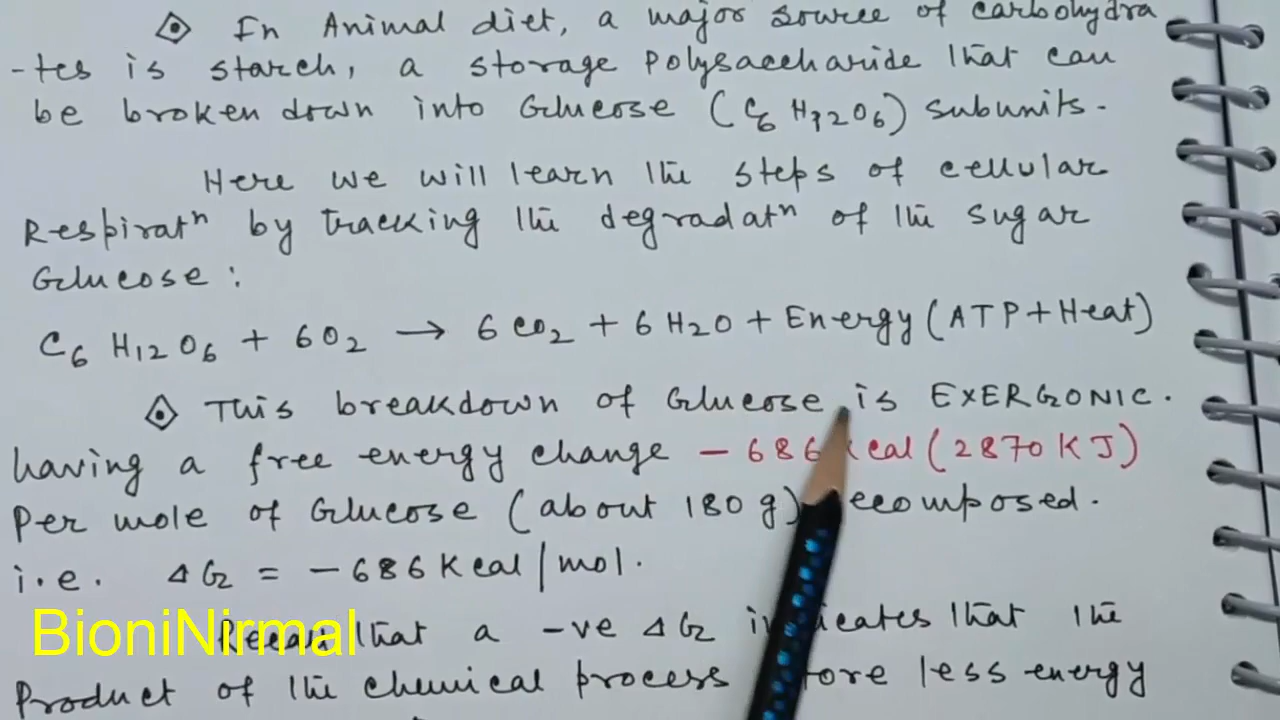 In Animal diet, a major source of carbohydra
-tes is starch, a storage polysaccharide that can
be broken down into Glucose (C6 H12O6) subunits.
Here we will learn the steps of cellular
Respiratⁿ by tracking the degradatⁿ of the sugar
Glucose:
C6 H12 O6 + 6O2 → 6CO2 + 6H2O + Energy (ATP+Heat)
This breakdown of Glucose is EXERGONIC.
having a free energy change - 686 Kcal (2870 KJ)
Per mole of Glucose (about 180 g) decomposed.
i.e. ΔG = -686 Kcal/mol.
Recall that a -ve ΔG indicates that the
Product of the chemical process store less energy
BioniNirmal